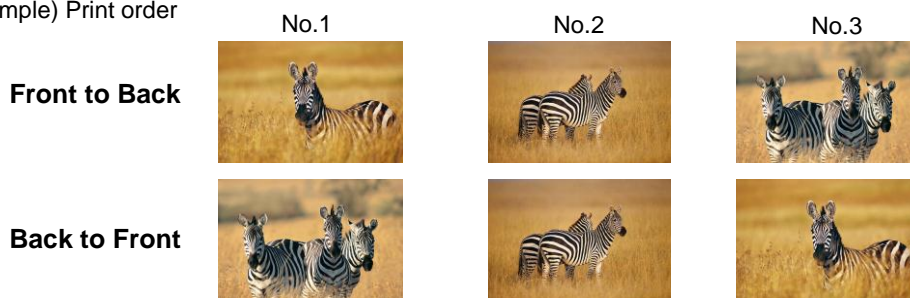 mple) Print order
No.1 No.2 No.3
Front to Back
Back to Front